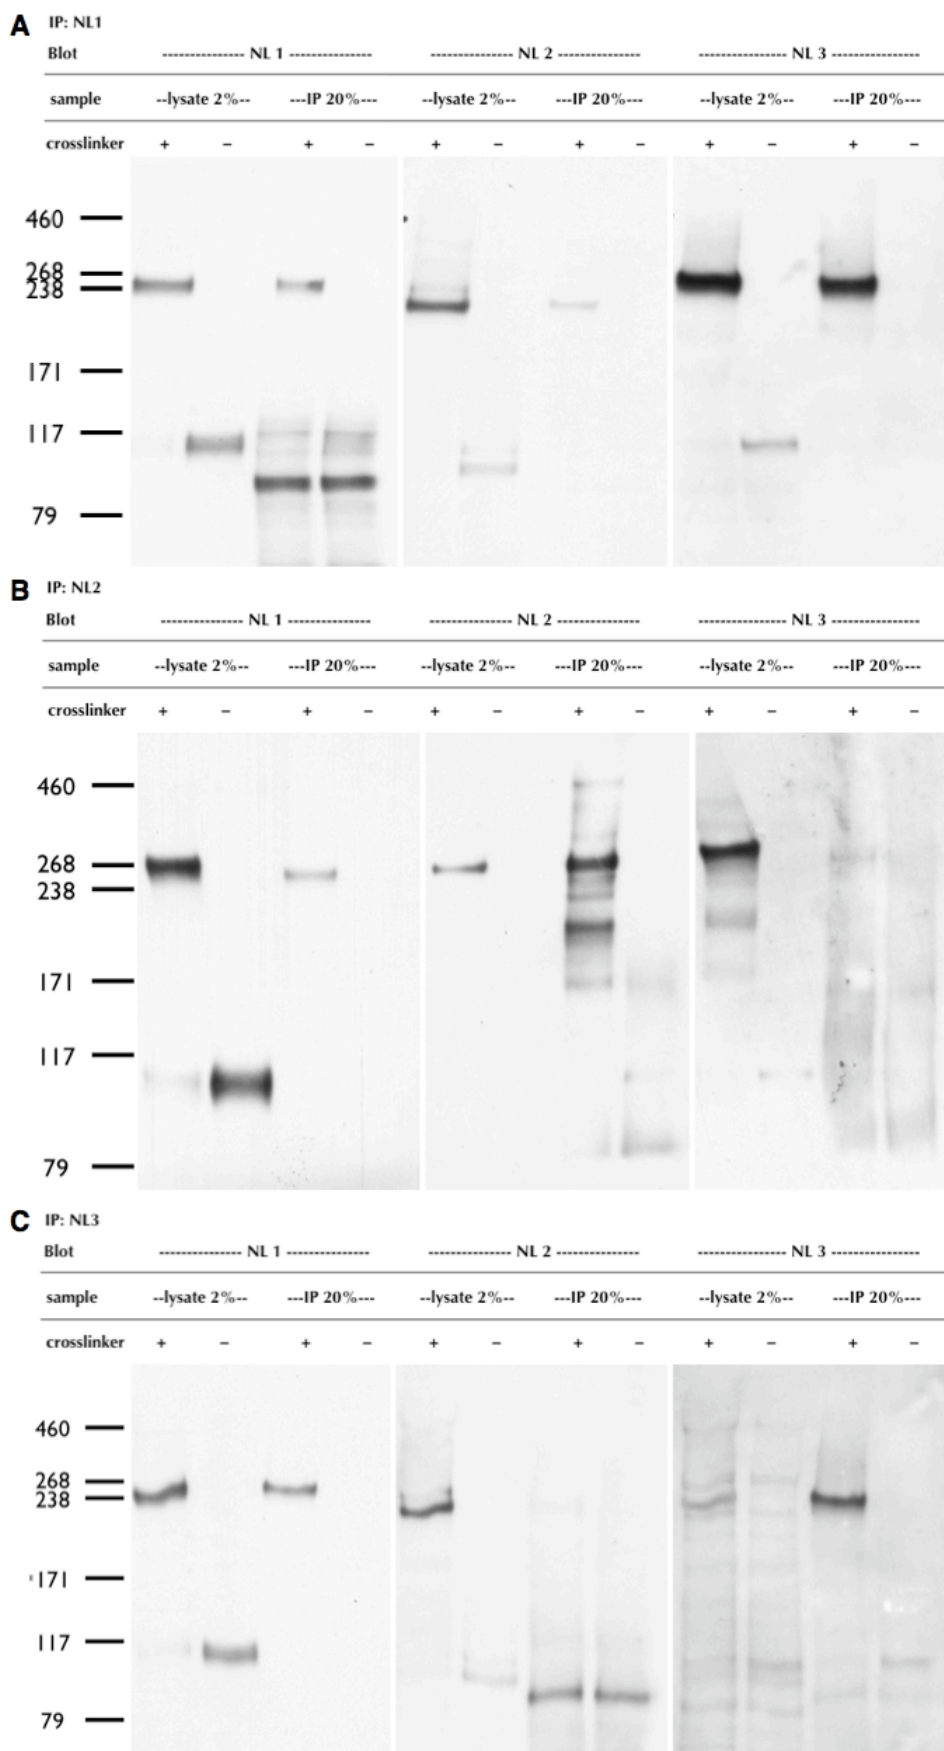 A IP: NL1
Blot --------------- NL 1 --------------- --------------- NL 2 --------------- --------------- NL 3 ---------------
sample --lysate 2%-- ---IP 20%--- --lysate 2%-- ---IP 20%--- --lysate 2%-- ---IP 20%---
crosslinker + – + – + – + – + – + –
460
268
238
171
117
79
B IP: NL2
Blot --------------- NL 1 --------------- --------------- NL 2 --------------- --------------- NL 3 ---------------
sample --lysate 2%-- ---IP 20%--- --lysate 2%-- ---IP 20%--- --lysate 2%-- ---IP 20%---
crosslinker + – + – + – + – + – + –
460
268
238
171
117
79
C IP: NL3
Blot --------------- NL 1 --------------- --------------- NL 2 --------------- --------------- NL 3 ---------------
sample --lysate 2%-- ---IP 20%--- --lysate 2%-- ---IP 20%--- --lysate 2%-- ---IP 20%---
crosslinker + – + – + – + – + – + –
460
268
238
171
117
79